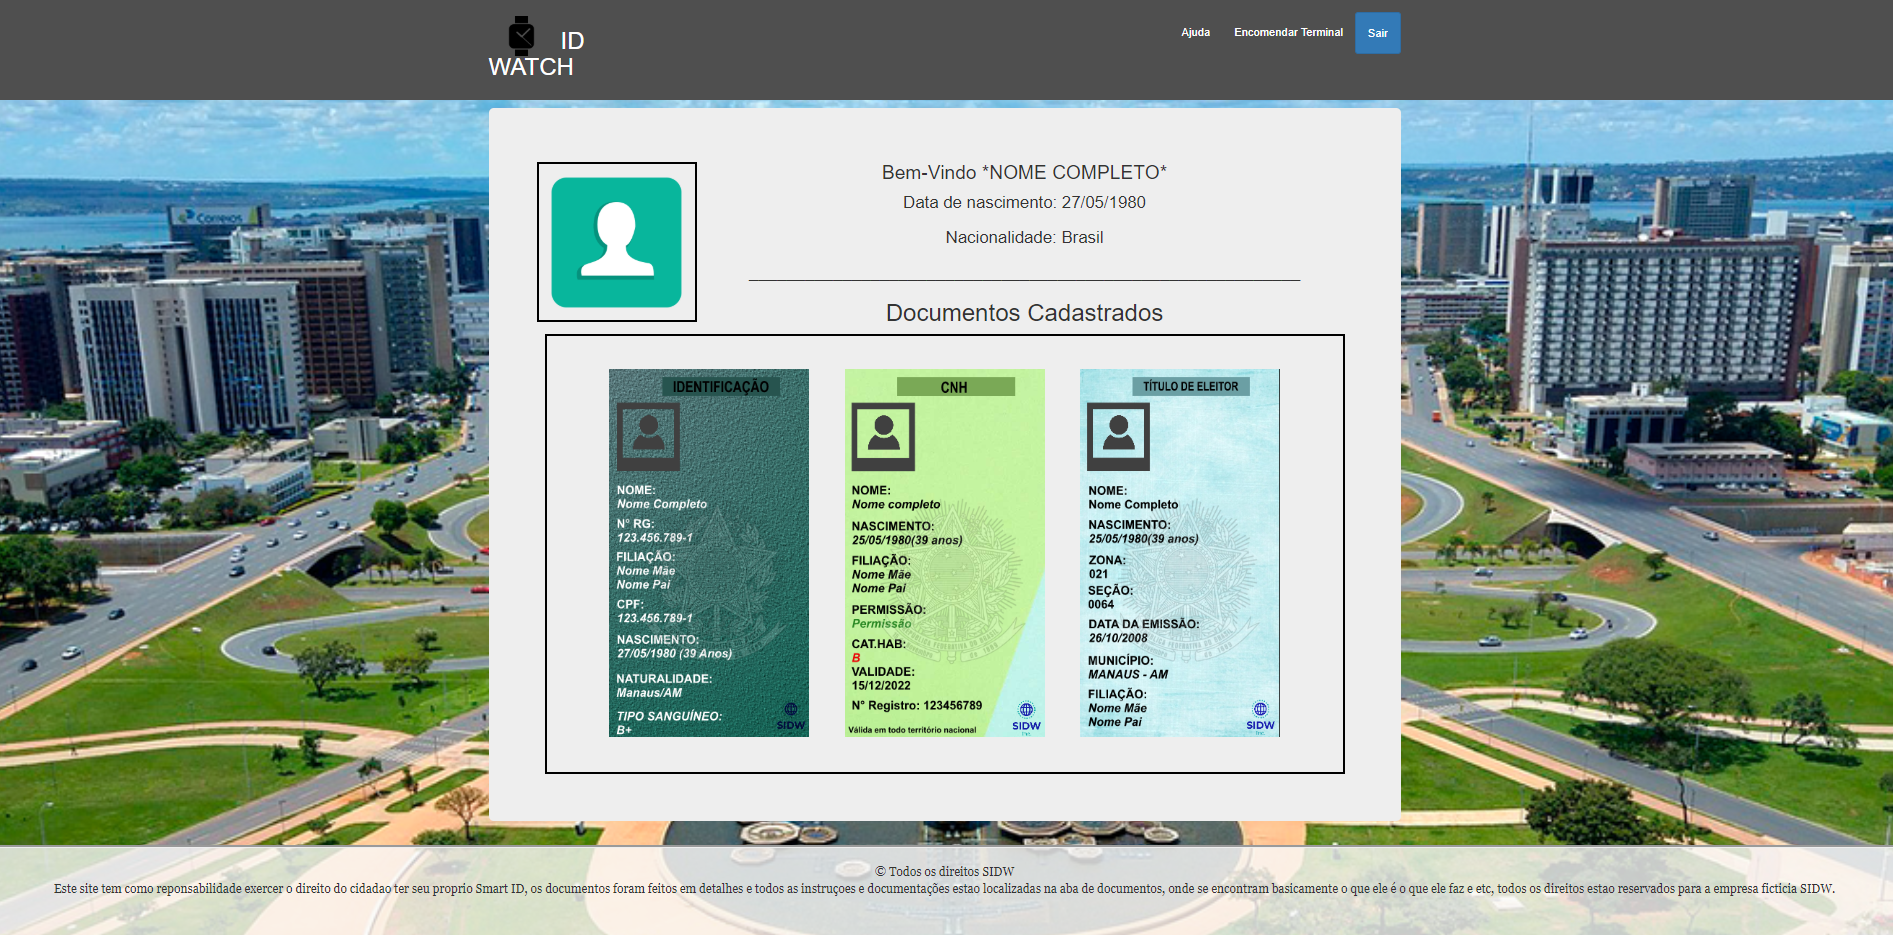 ID
WATCH
Ajuda
Encomendar Terminal
Sair
Correios
Bem-Vindo *NOME COMPLETO*
Data de nascimento: 27/05/1980
Nacionalidade: Brasil
Documentos Cadastrados
IDENTIFICAÇÃO
NOME:
Nome Completo
N° RG:
123.456.789-1
FILIAÇÃO:
Nome Mãe
Nome Pai
CPF:
123.456.789-1
NASCIMENTO:
27/05/1980 (39 Anos)
NATURALIDADE:
Manaus/AM
TIPO SANGUÍNEO:
B+
SIDW
CNH
NOME:
Nome completo
NASCIMENTO:
25/05/1980(39 anos)
FILIAÇÃO:
Nome Mãe
Nome Pai
PERMISSÃO:
Permissão
CAT.HAB:
B
VALIDADE:
15/12/2022
N° Registro: 123456789
Válida em todo território nacional
SIDW
Inc.
TÍTULO DE ELEITOR
NOME:
Nome Completo
NASCIMENTO:
25/05/1980(39 anos)
ZONA:
021
SEÇÃO:
0064
DATA DA EMISSÃO:
26/10/2008
MUNICÍPIO:
MANAUS - AM
FILIAÇÃO:
Nome Mãe
Nome Pai
SIDW
Inc.
© Todos os direitos SIDW
Este site tem como reponsabilidade exercer o direito do cidadao ter seu proprio Smart ID, os documentos foram feitos em detalhes e todos as instruçoes e documentações estao localizadas na aba de documentos, onde se encontram basicamente o que ele é o que ele faz e etc, todos os direitos estao reservados para a empresa ficticia SIDW.